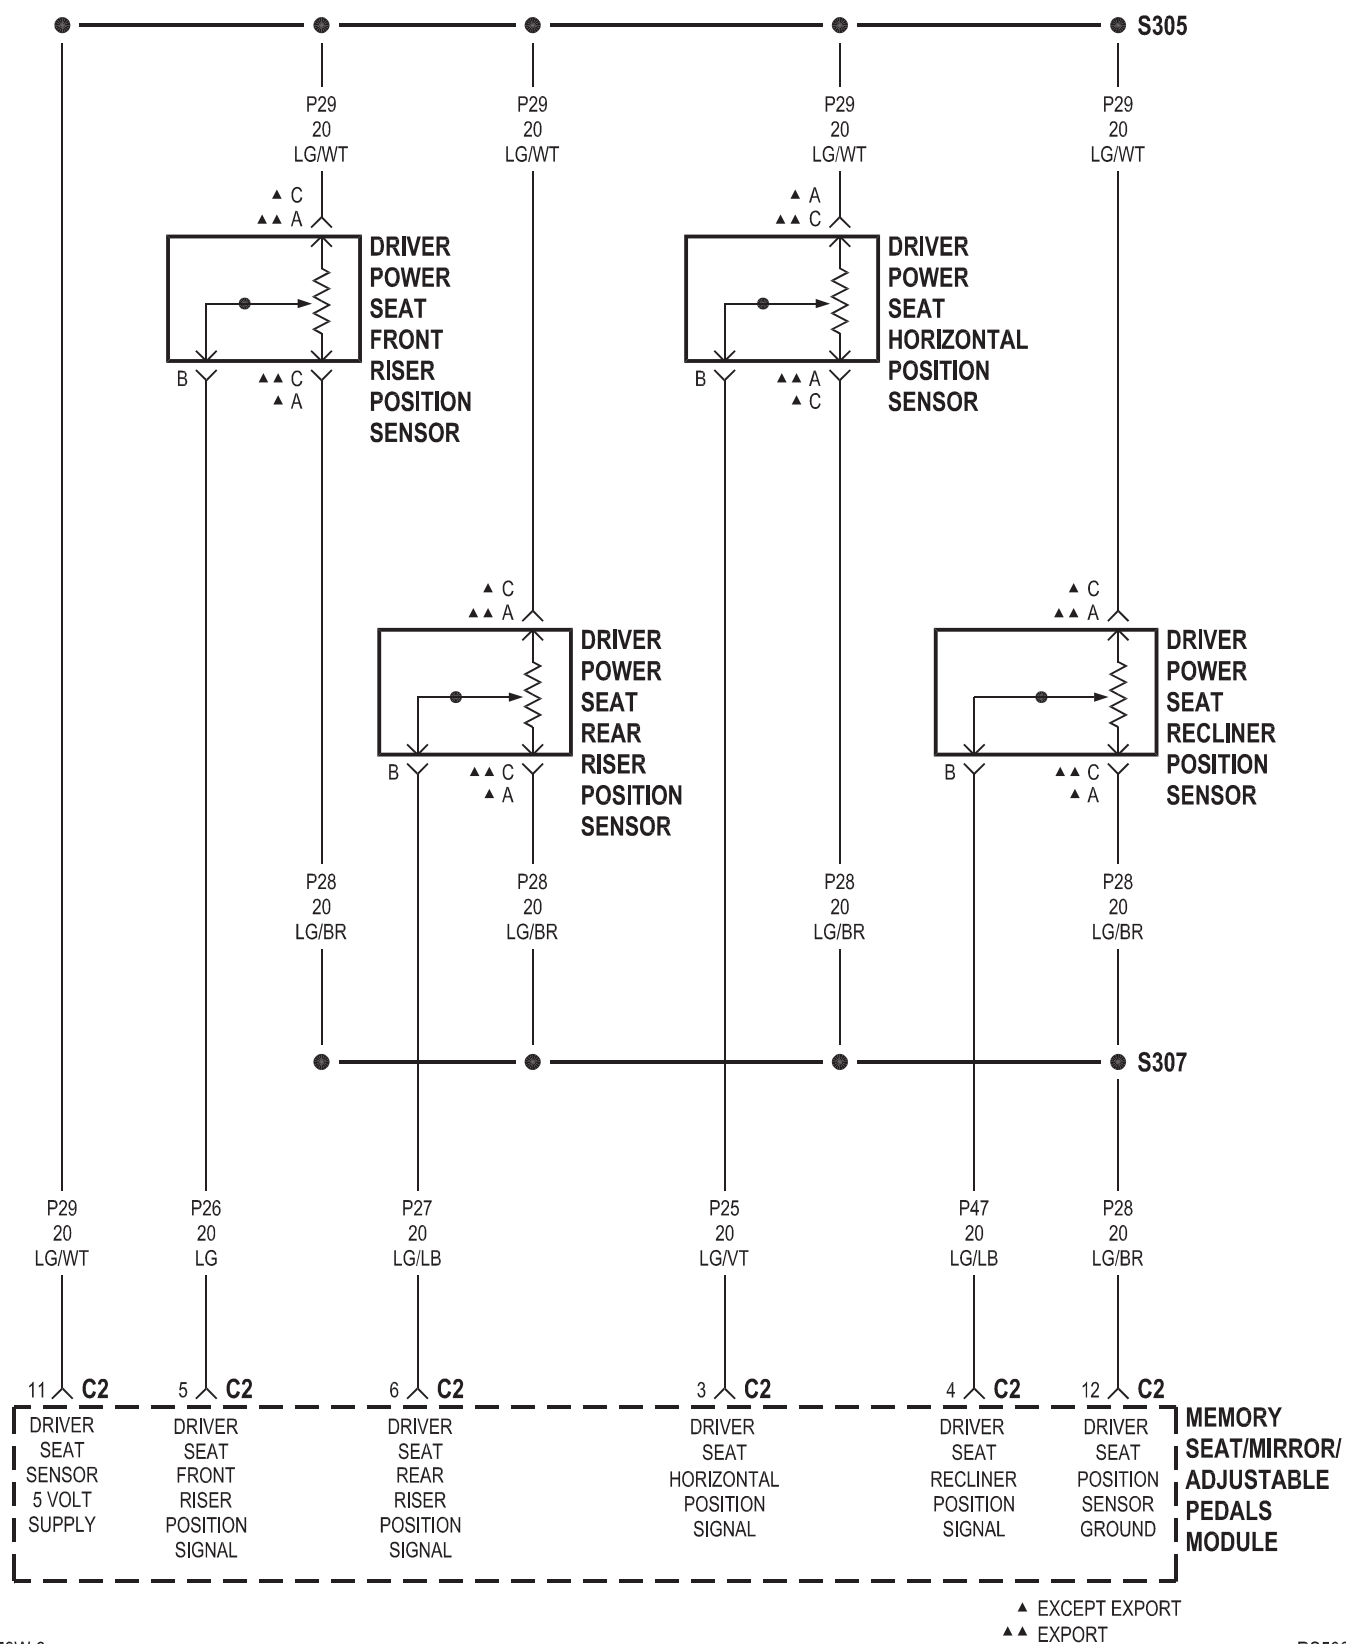 S305
P29
20
LG/WT
P29
20
LG/WT
P29
20
LG/WT
P29
20
LG/WT
▲ C
▲▲ A
DRIVER
POWER
SEAT
FRONT
RISER
POSITION
SENSOR
B
▲▲ C
▲ A
▲ A
▲▲ C
DRIVER
POWER
SEAT
HORIZONTAL
POSITION
SENSOR
B
▲▲ A
▲ C
▲ C
▲▲ A
DRIVER
POWER
SEAT
REAR
RISER
POSITION
SENSOR
B
▲▲ C
▲ A
▲ C
▲▲ A
DRIVER
POWER
SEAT
RECLINER
POSITION
SENSOR
B
▲▲ C
▲ A
P28
20
LG/BR
P28
20
LG/BR
P28
20
LG/BR
P28
20
LG/BR
S307
P29
20
LG/WT
P26
20
LG
P27
20
LG/LB
P25
20
LG/VT
P47
20
LG/LB
P28
20
LG/BR
11 C2
5 C2
6 C2
3 C2
4 C2
12 C2
DRIVER
SEAT
SENSOR
5 VOLT
SUPPLY
DRIVER
SEAT
FRONT
RISER
POSITION
SIGNAL
DRIVER
SEAT
REAR
RISER
POSITION
SIGNAL
DRIVER
SEAT
HORIZONTAL
POSITION
SIGNAL
DRIVER
SEAT
RECLINER
POSITION
SIGNAL
DRIVER
SEAT
POSITION
SENSOR
GROUND
MEMORY
SEAT/MIRROR/
ADJUSTABLE
PEDALS
MODULE
▲ EXCEPT EXPORT
▲▲ EXPORT